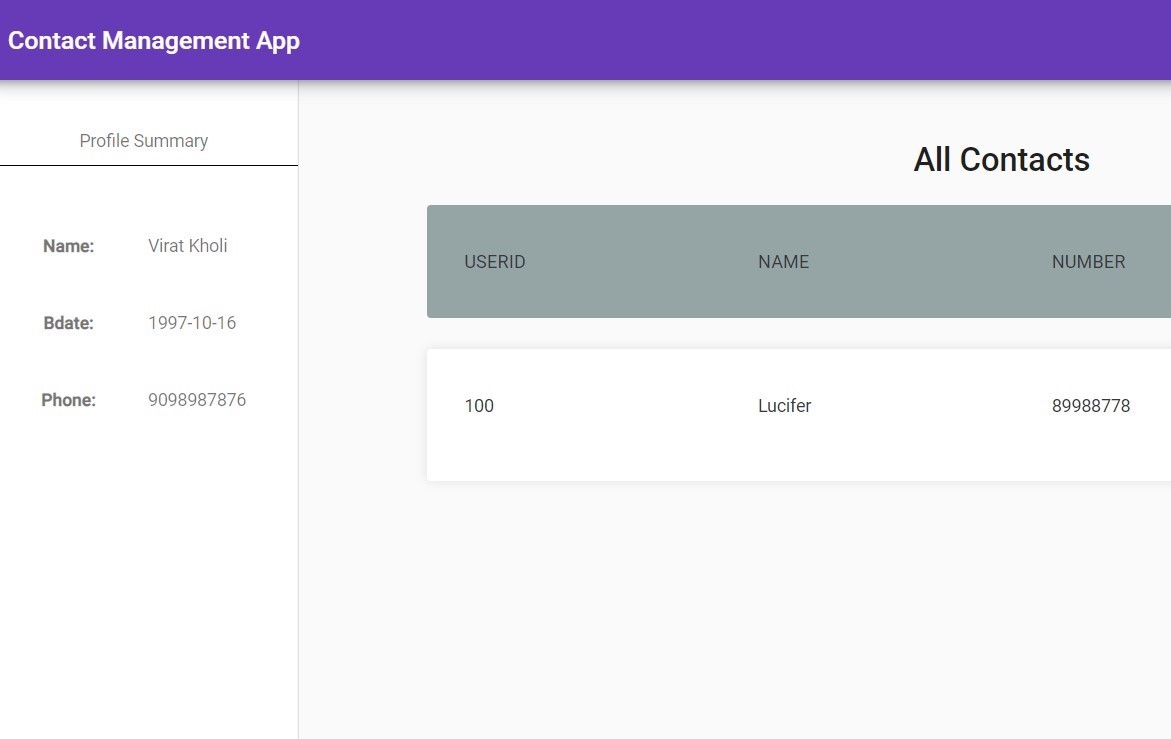 Contact Management App
Profile Summary
Name: Virat Kholi
Bdate: 1997-10-16
Phone: 9098987876
All Contacts
USERID NAME NUMBER
100 Lucifer 89988778